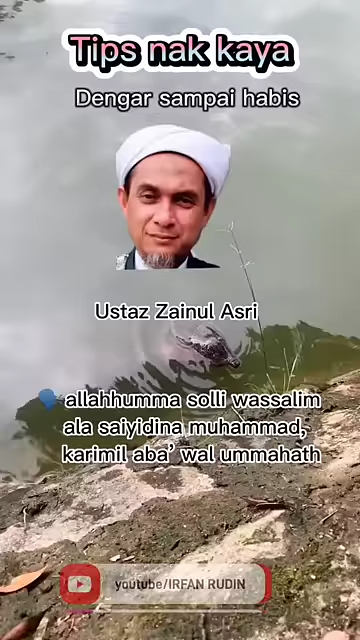 Tips nak kaya
Dengar sampai habis
Ustaz Zainul Asri
allahhumma solli wassalim
ala saiyidina muhammad,
karimil aba' wal ummahath
youtube/IRFAN RUDIN